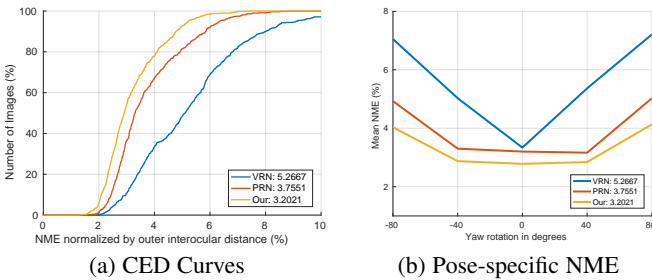 100
80
60
40
20
0
0 2 4 6 8 10
Number of Images (%)
NME normalized by outer interocular distance (%)
VRN: 5.2667
PRN: 3.7551
Our: 3.2021
(a) CED Curves
8
6
4
2
-80 -40 0 40 80
Mean NME (%)
Yaw rotation in degrees
VRN: 5.2667
PRN: 3.7551
Our: 3.2021
(b) Pose-specific NME